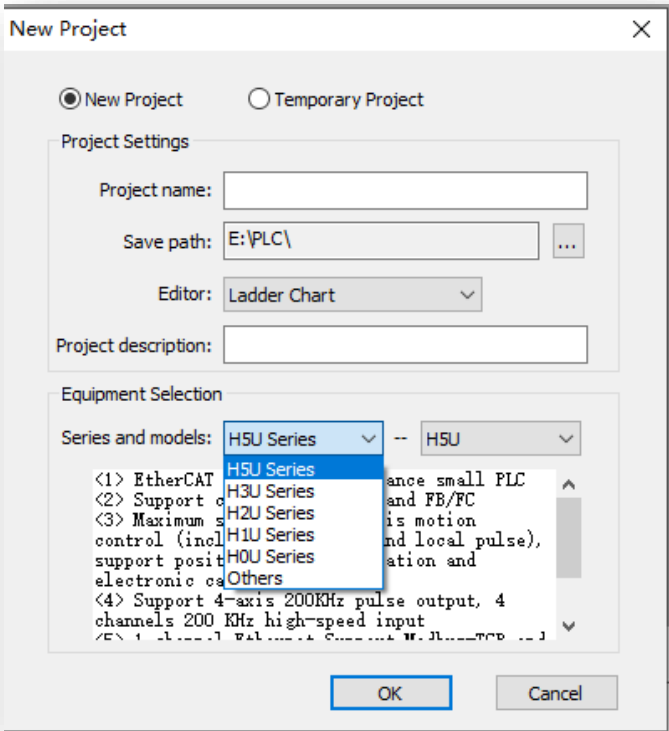 New Project
New Project Temporary Project
Project Settings
Project name:
Save path: E:\PLC\ ...
Editor: Ladder Chart
Project description:
Equipment Selection
Series and models: H5U Series -- H5U
H5U Series
H3U Series
H2U Series
H1U Series
H0U Series
Others
<1> EtherCAT ance small PLC
<2> Support and FB/FC
<3> Maximum is motion
control nd local pulse),
support ation and
electronic
<4> Support 4-axis 200KHz pulse output, 4
channels 200 KHz high-speed input
OK Cancel